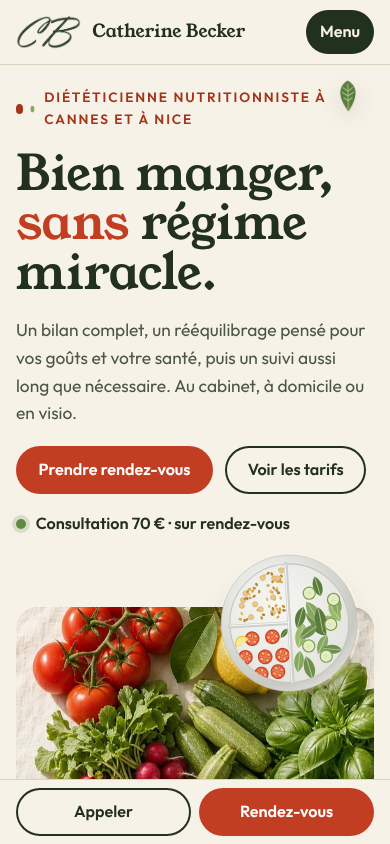 CB Catherine Becker
Menu
DIÉTÉTICIENNE NUTRITIONNISTE À
CANNES ET À NICE
Bien manger,
sans régime
miracle.
Un bilan complet, un rééquilibrage pensé pour
vos goûts et votre santé, puis un suivi aussi
long que nécessaire. Au cabinet, à domicile ou
en visio.
Prendre rendez-vous
Voir les tarifs
Consultation 70 € · sur rendez-vous
Appeler
Rendez-vous